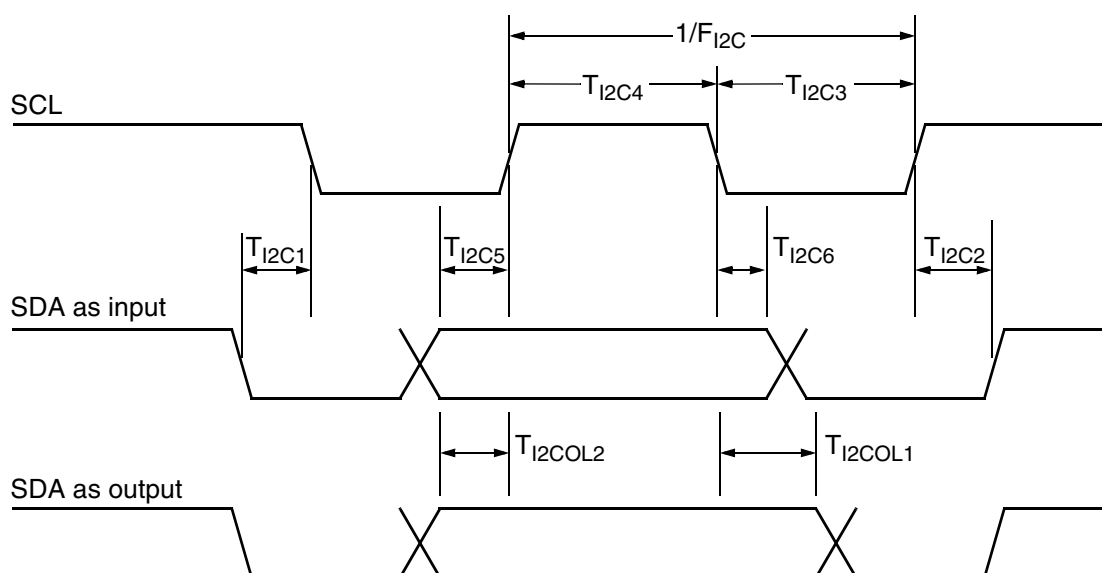 1/F_I2C
T_I2C4 T_I2C3
SCL
T_I2C1 T_I2C5 T_I2C6 T_I2C2
SDA as input
T_I2COL2 T_I2COL1
SDA as output